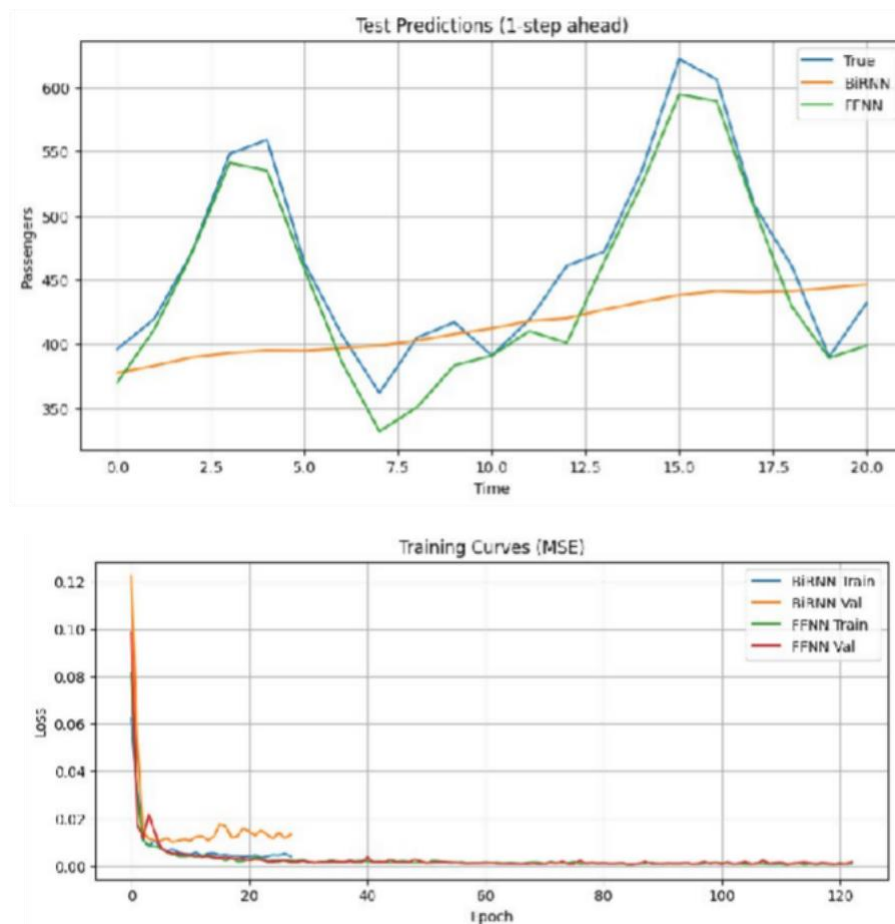 Test Predictions (1-step ahead)
True
BiRNN
FFNN
600
550
500
450
400
350
Passengers
0.0 2.5 5.0 7.5 10.0 12.5 15.0 17.5 20.0
Time
Training Curves (MSE)
BiRNN Train
BiRNN Val
FFNN Train
FFNN Val
0.12
0.10
0.08
0.06
0.04
0.02
0.00
Loss
0 20 40 60 80 100 120
Epoch